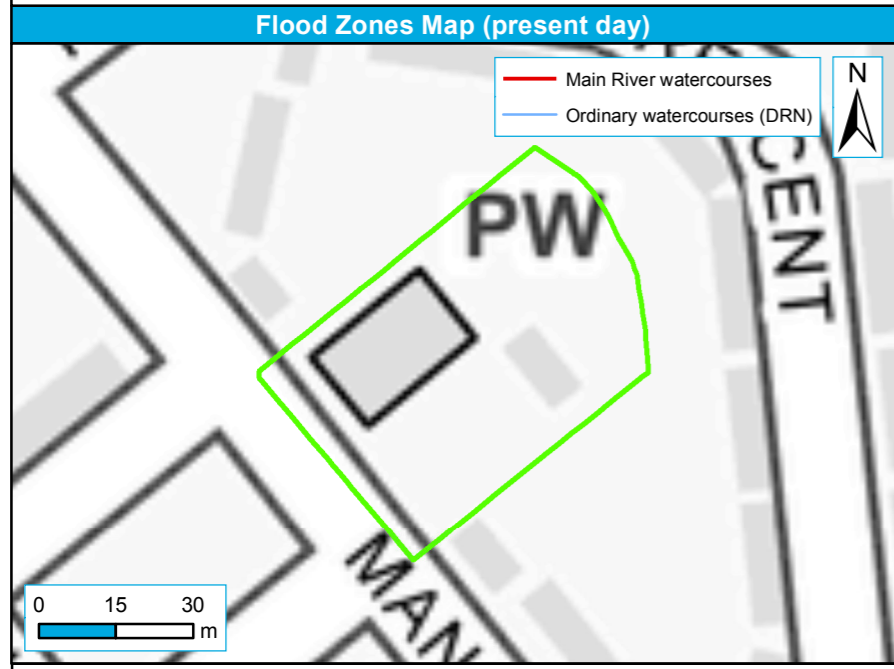 Flood Zones Map (present day)
Main River watercourses
Ordinary watercourses (DRN)
N
CENT
PW
MAN
0 15 30
m